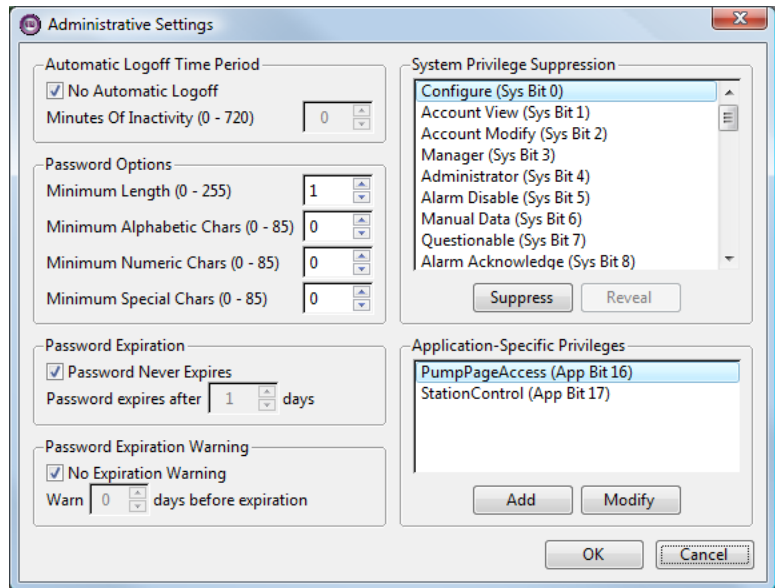 Administrative Settings
Automatic Logoff Time Period
No Automatic Logoff
Minutes Of Inactivity (0 - 720) 0
Password Options
Minimum Length (0 - 255) 1
Minimum Alphabetic Chars (0 - 85) 0
Minimum Numeric Chars (0 - 85) 0
Minimum Special Chars (0 - 85) 0
Password Expiration
Password Never Expires
Password expires after 1 days
Password Expiration Warning
No Expiration Warning
Warn 0 days before expiration
System Privilege Suppression
Configure (Sys Bit 0)
Account View (Sys Bit 1)
Account Modify (Sys Bit 2)
Manager (Sys Bit 3)
Administrator (Sys Bit 4)
Alarm Disable (Sys Bit 5)
Manual Data (Sys Bit 6)
Questionable (Sys Bit 7)
Alarm Acknowledge (Sys Bit 8)
Suppress Reveal
Application-Specific Privileges
PumpPageAccess (App Bit 16)
StationControl (App Bit 17)
Add Modify
OK Cancel